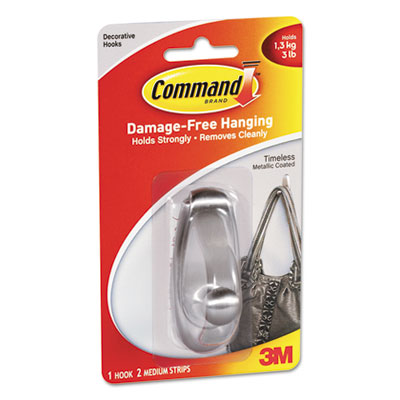 Decorative
Hooks
Holds
1,3 kg
3 lb
Command
BRAND
Damage-Free Hanging
Holds Strongly • Removes Cleanly
Timeless
Metallic Coated
3M
1 HOOK 2 MEDIUM STRIPS